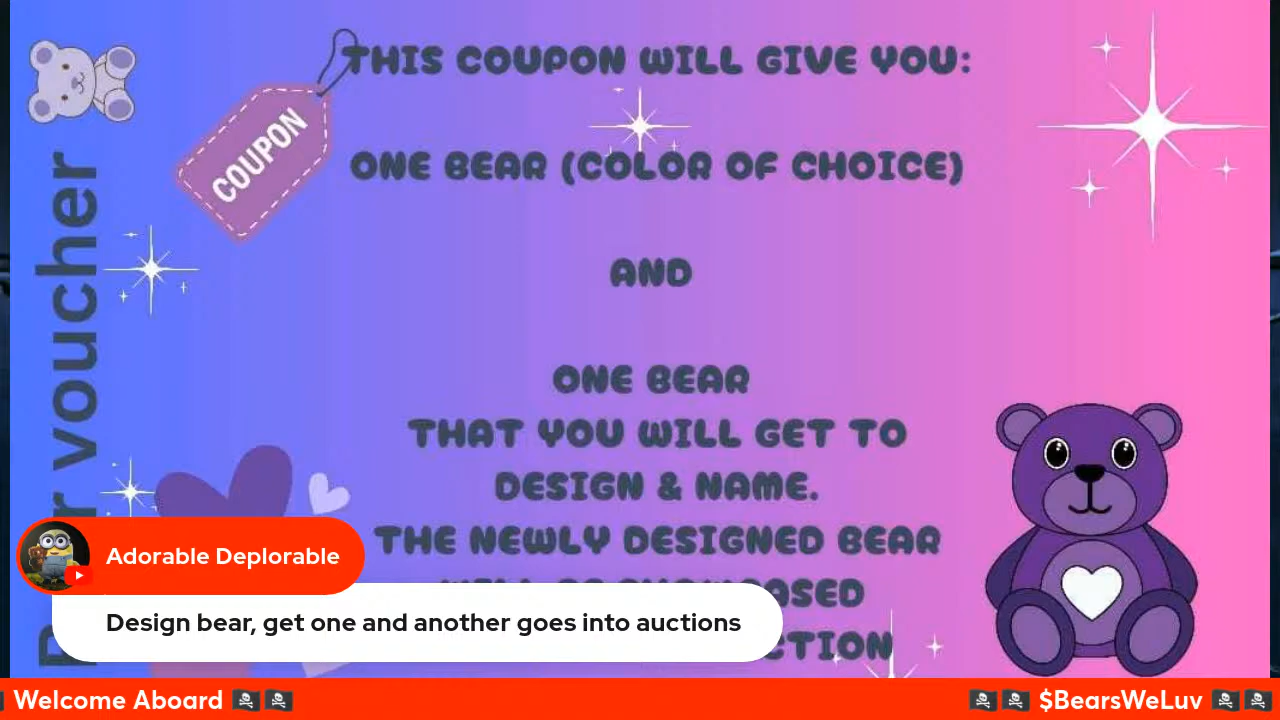 THIS COUPON WILL GIVE YOU:
COUPON
ONE BEAR (COLOR OF CHOICE)
AND
ONE BEAR
THAT YOU WILL GET TO
DESIGN & NAME.
THE NEWLY DESIGNED BEAR
voucher
Adorable Deplorable
Design bear, get one and another goes into auctions
Welcome Aboard 🏴‍☠️🏴‍☠️
🏴‍☠️🏴‍☠️ $BearsWeLuv 🏴‍☠️🏴‍☠️